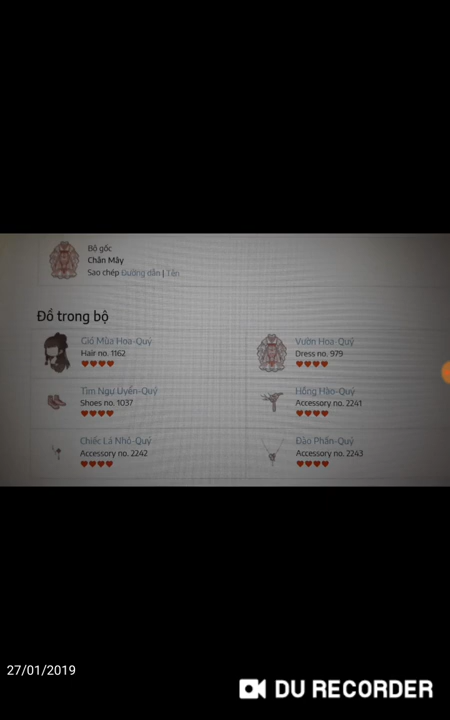 Bộ gốc
Chân Mây
Sao chép Đường dẫn | Tên
Đồ trong bộ
Gió Mùa Hoa-Quý
Hair no. 1162
Vườn Hoa-Quý
Dress no. 979
Tìm Ngụ Uyển-Quý
Shoes no. 1037
Hồng Hào-Quý
Accessory no. 2241
Chiếc Lá Nhỏ-Quý
Accessory no. 2242
Đào Phấn-Quý
Accessory no. 2243
27/01/2019
DU RECORDER